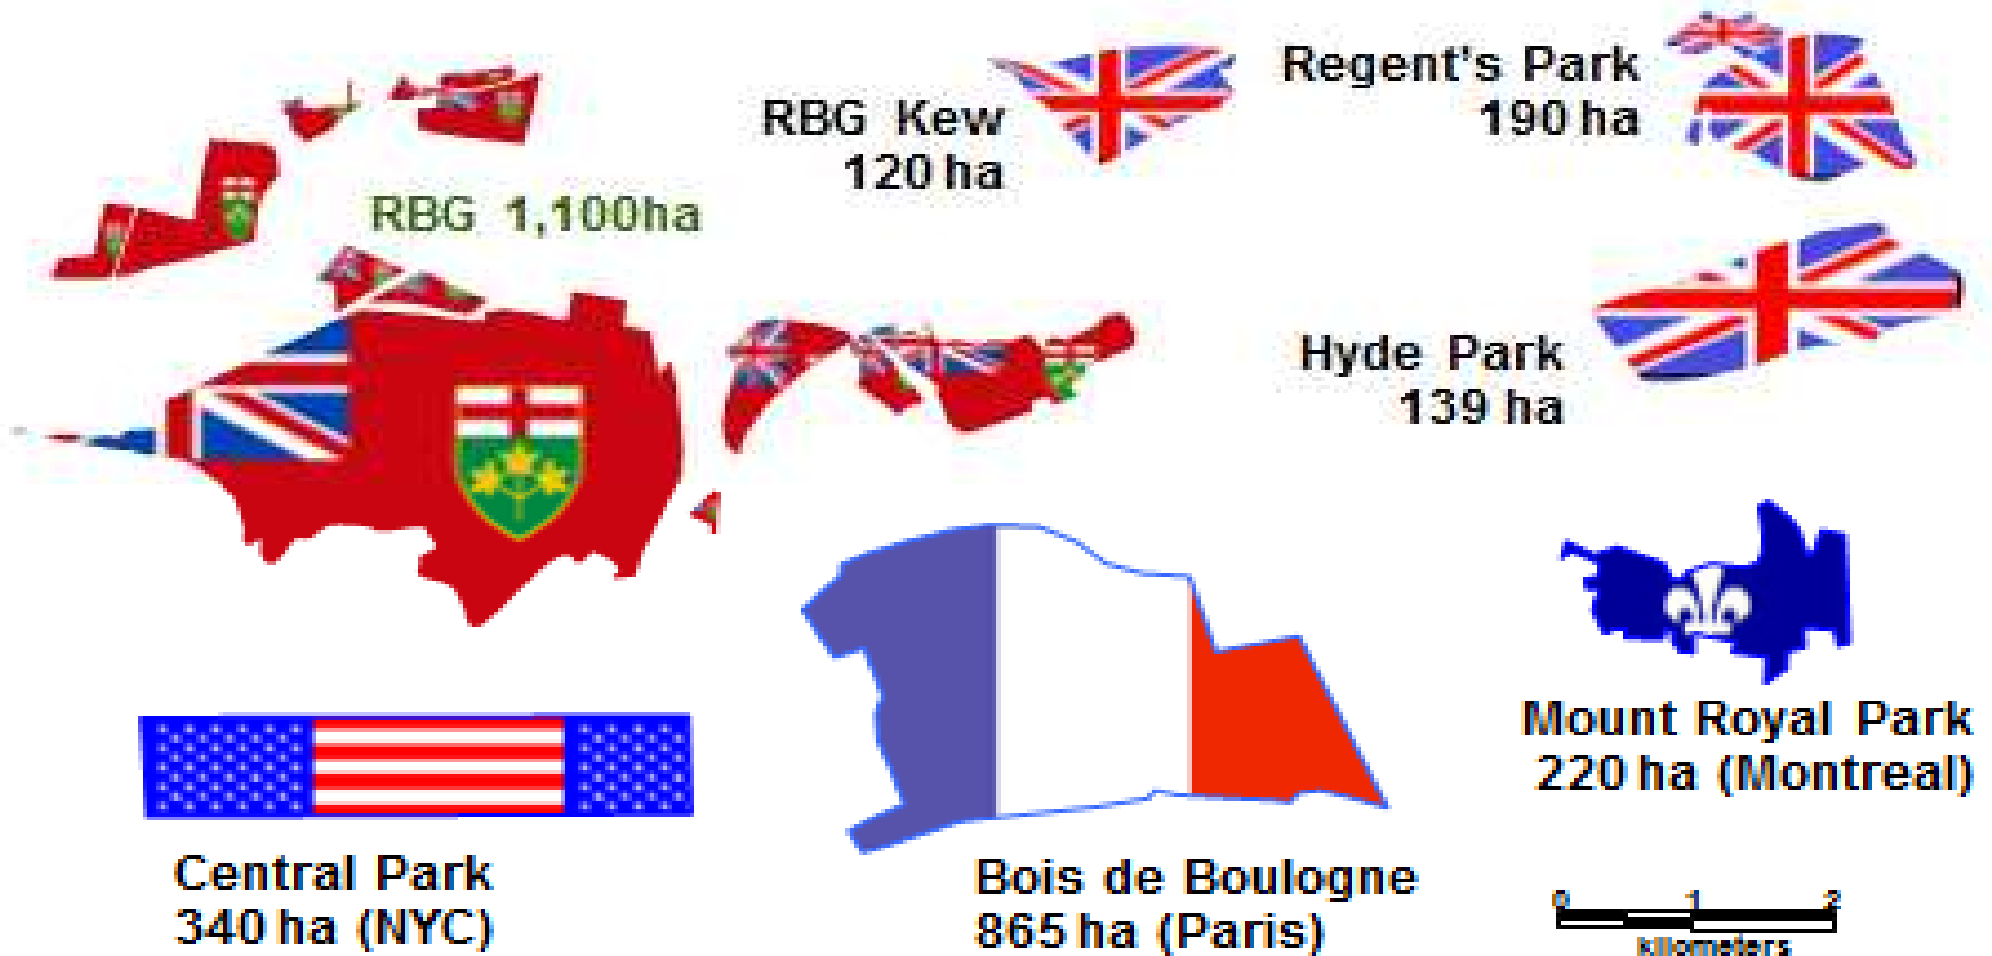 RBG Kew
120 ha
Regent's Park
190 ha
RBG 1,100ha
Hyde Park
139 ha
Mount Royal Park
220 ha (Montreal)
Central Park
340 ha (NYC)
Bois de Boulogne
865 ha (Paris)
0 1 2
kilometers